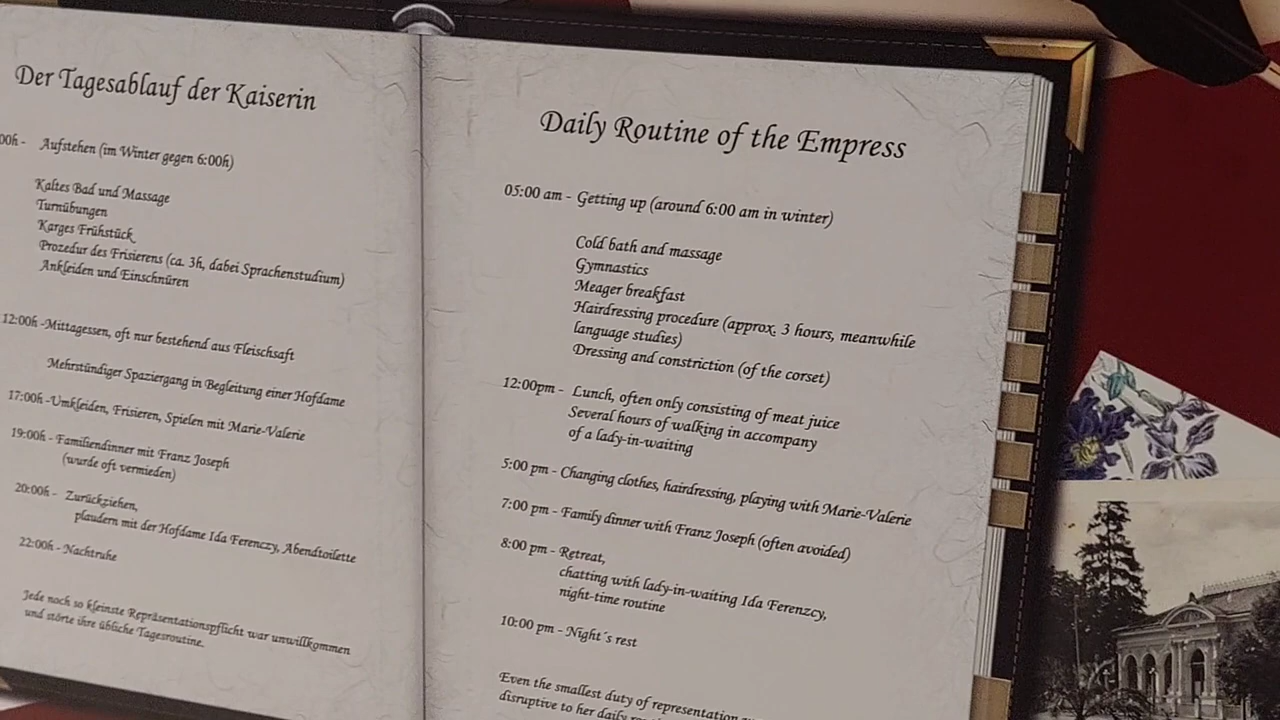 Der Tagesablauf der Kaiserin
00h - Aufstehen (im Winter gegen 6:00h)
Kaltes Bad und Massage
Turnübungen
Karges Frühstück
Prozedur des Frisierens (ca. 3h, dabei Sprachenstudium)
Ankleiden und Einschnüren
12:00h -Mittagessen, oft nur bestehend aus Fleischsaft
Mehrstündiger Spaziergang in Begleitung einer Hofdame
17:00h -Umkleiden, Frisieren, Spielen mit Marie-Valerie
19:00h - Familiendinner mit Franz Joseph
(wurde oft vermieden)
20:00h - Zurückziehen,
plaudern mit der Hofdame Ida Ferenczy, Abendtoilette
22:00h - Nachtruhe
Jede noch so kleinste Repräsentationspflicht war unwillkommen
und störte ihre übliche Tagesroutine.
Daily Routine of the Empress
05:00 am - Getting up (around 6:00 am in winter)
Cold bath and massage
Gymnastics
Meager breakfast
Hairdressing procedure (approx. 3 hours, meanwhile
language studies)
Dressing and constriction (of the corset)
12:00pm - Lunch, often only consisting of meat juice
Several hours of walking in accompany
of a lady-in-waiting
5:00 pm - Changing clothes, hairdressing, playing with Marie-Valerie
7:00 pm - Family dinner with Franz Joseph (often avoided)
8:00 pm - Retreat,
chatting with lady-in-waiting Ida Ferenzcy,
night-time routine
10:00 pm - Night´s rest
Even the smallest duty of representation
disruptive to her daily